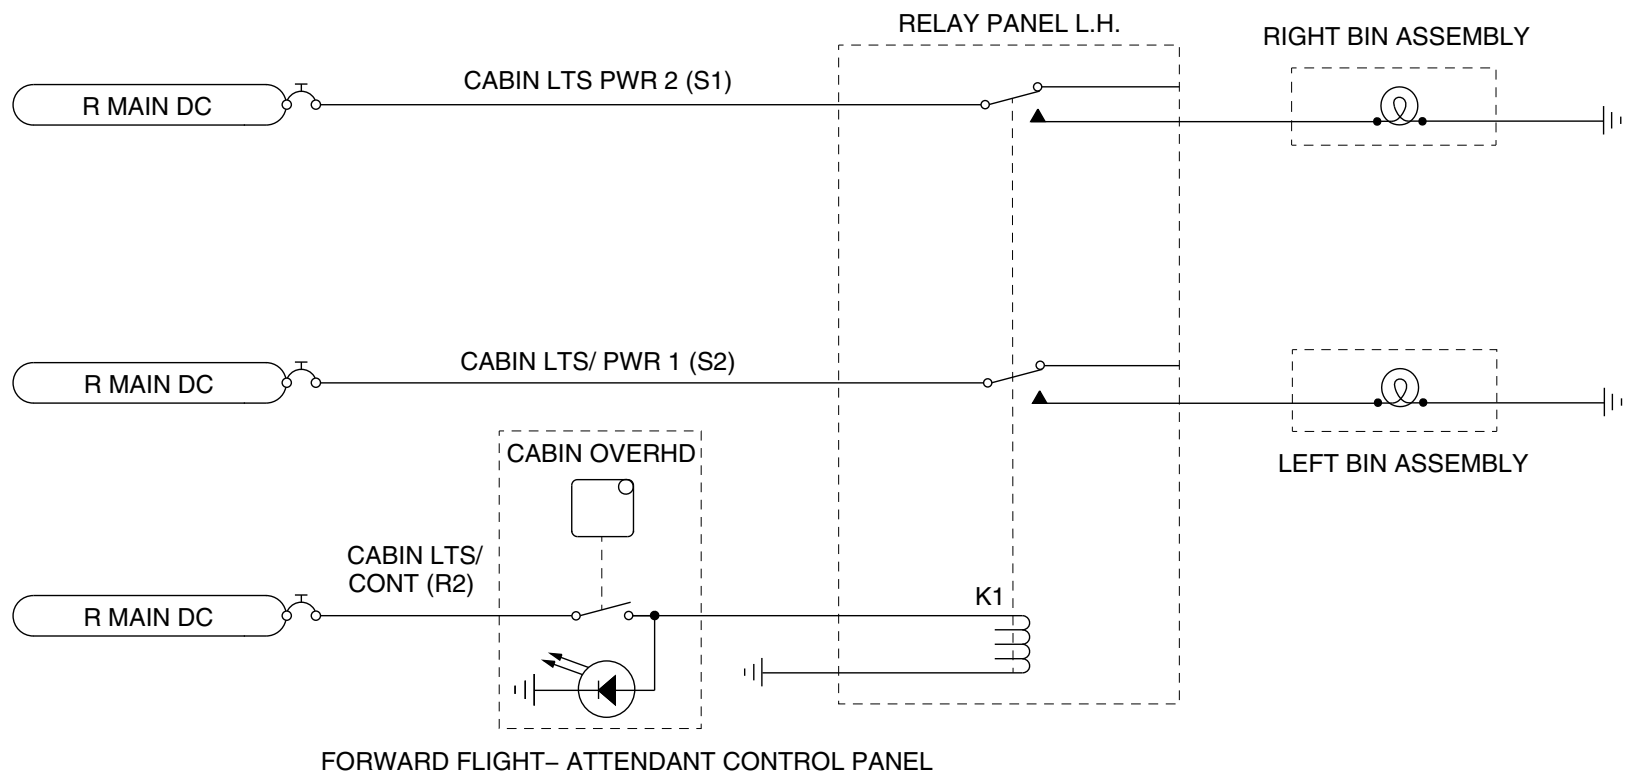 RELAY PANEL L.H.
RIGHT BIN ASSEMBLY
CABIN LTS PWR 2 (S1)
R MAIN DC
CABIN LTS/ PWR 1 (S2)
R MAIN DC
LEFT BIN ASSEMBLY
CABIN OVERHD
CABIN LTS/
CONT (R2)
R MAIN DC
K1
FORWARD FLIGHT– ATTENDANT CONTROL PANEL